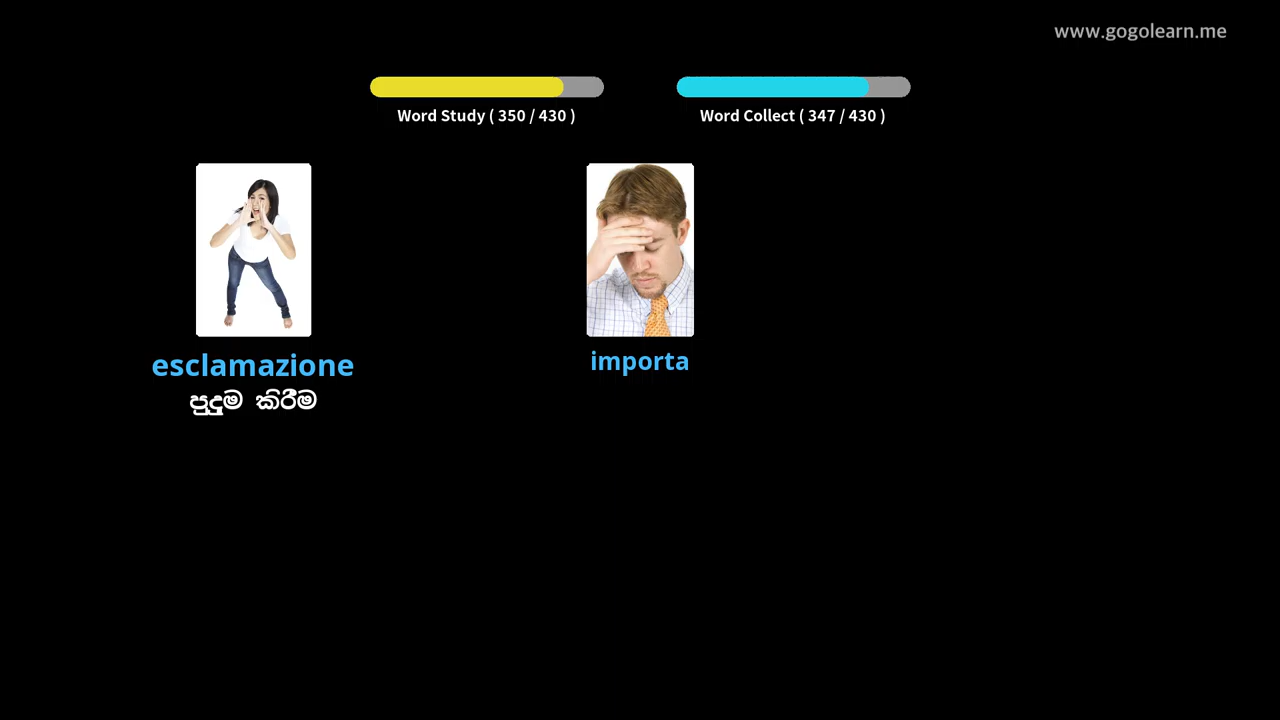 www.gogolearn.me
Word Study ( 350 / 430 )
Word Collect ( 347 / 430 )
esclamazione
පුදුම කිරීම
importa